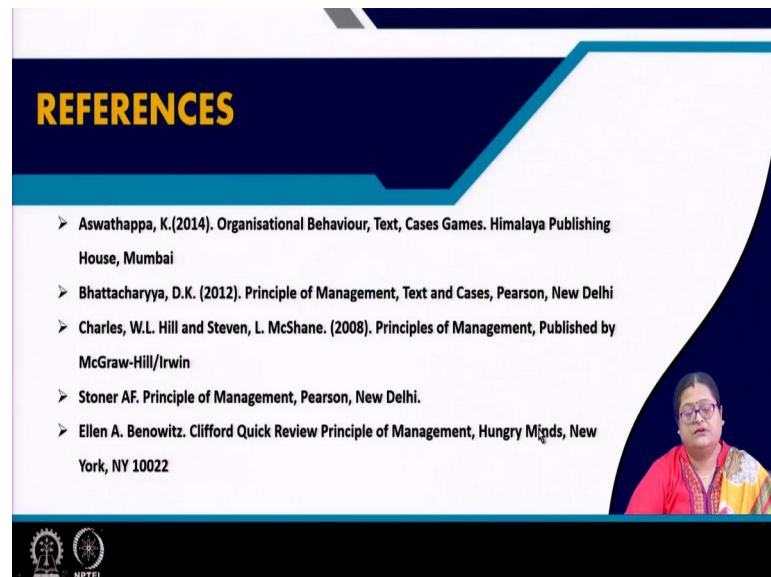 REFERENCES
➢ Aswathappa, K.(2014). Organisational Behaviour, Text, Cases Games. Himalaya Publishing
House, Mumbai
➢ Bhattacharyya, D.K. (2012). Principle of Management, Text and Cases, Pearson, New Delhi
➢ Charles, W.L. Hill and Steven, L. McShane. (2008). Principles of Management, Published by
McGraw-Hill/Irwin
➢ Stoner AF. Principle of Management, Pearson, New Delhi.
➢ Ellen A. Benowitz. Clifford Quick Review Principle of Management, Hungry Minds, New
York, NY 10022
NPTEL